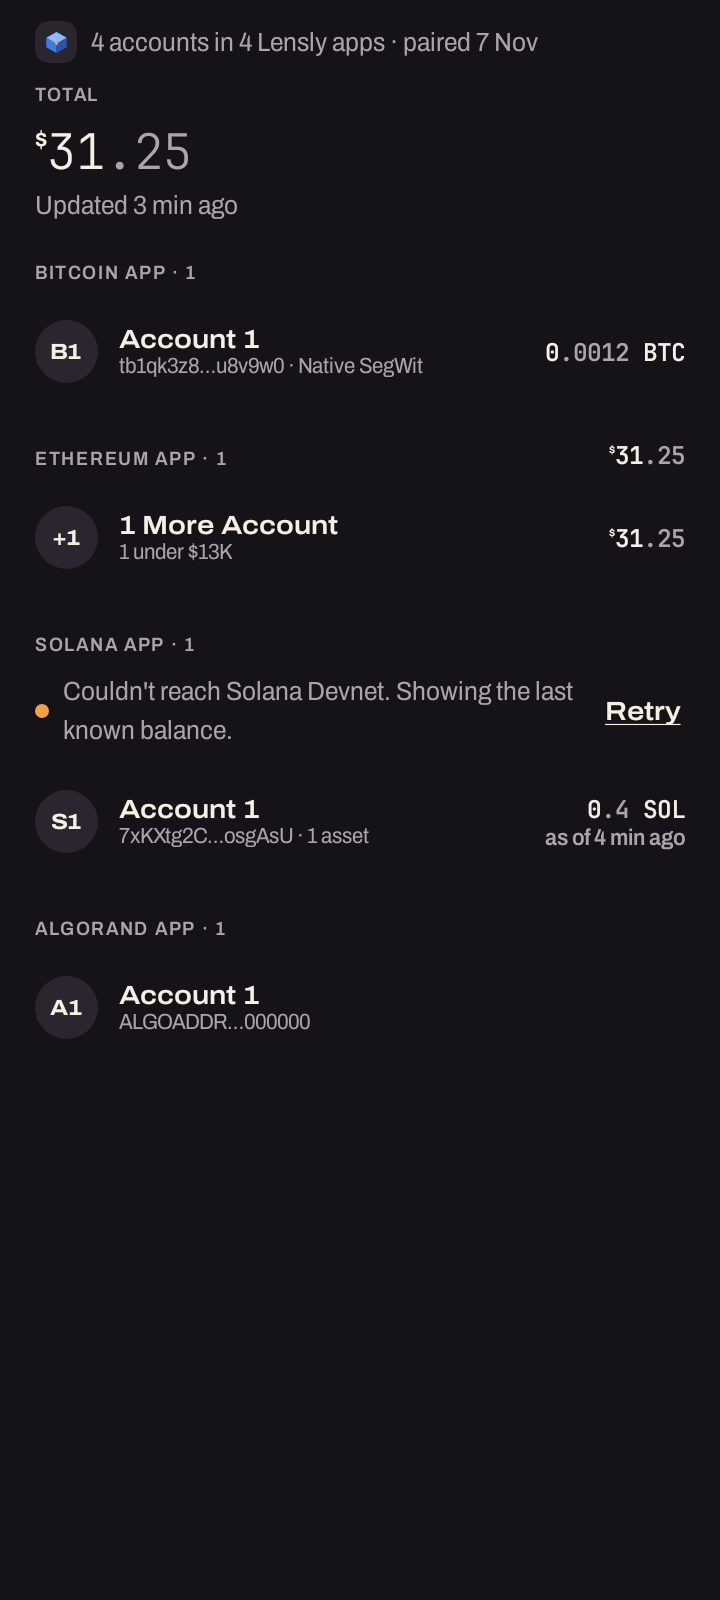 4 accounts in 4 Lensly apps · paired 7 Nov
TOTAL
$31.25
Updated 3 min ago
BITCOIN APP · 1
B1
Account 1
tb1qk3z8...u8v9w0 · Native SegWit
0.0012 BTC
ETHEREUM APP · 1
$31.25
+1
1 More Account
1 under $13K
$31.25
SOLANA APP · 1
Couldn't reach Solana Devnet. Showing the last
known balance.
Retry
S1
Account 1
7xKXtg2C...osgAsU · 1 asset
0.4 SOL
as of 4 min ago
ALGORAND APP · 1
A1
Account 1
ALGOADDR...000000